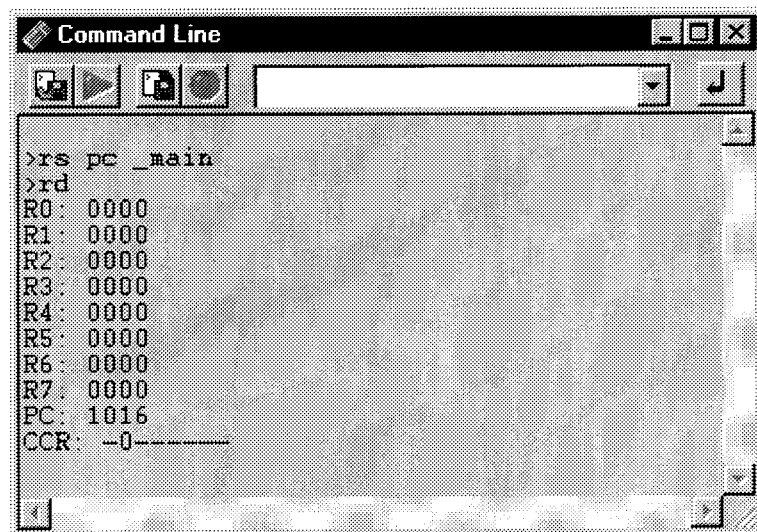 Command Line
>rs pc _main
>rd
R0: 0000
R1: 0000
R2: 0000
R3: 0000
R4: 0000
R5: 0000
R6: 0000
R7: 0000
PC: 1016
CCR: -0------